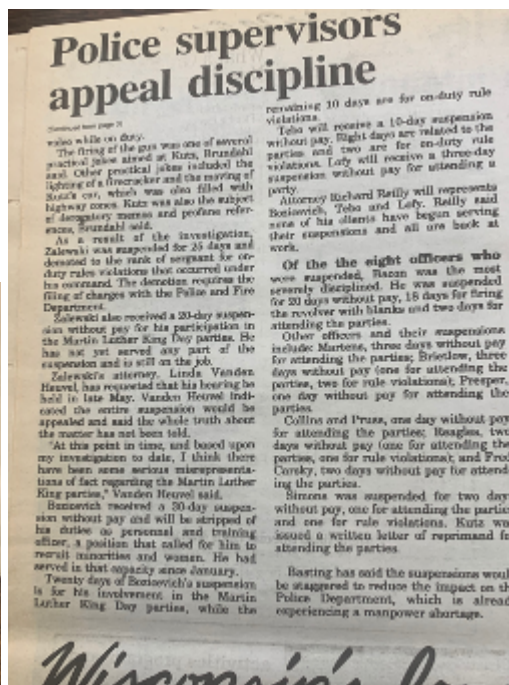 Police supervisors
appeal discipline
(Continued from page 3)
video while on duty.
The firing of the gun was one of several
practical jokes aimed at Kutz, Brundahl
said. Other practical jokes included the
lighting of a firecracker and the moving of
Kutz's car, which was also filled with
highway cones. Kutz was also the subject
of derogatory memos and profane refer-
ences, Brundahl said.
As a result of the investigation,
Zalewski was suspended for 25 days and
demoted to the rank of sergeant for on-
duty rules violations that occurred under
his command. The demotion requires the
filing of charges with the Police and Fire
Department.
Zalewski also received a 20-day suspen-
sion without pay for his participation in
the Martin Luther King Day parties. He
has not yet served any part of the
suspension and is still on the job.
Zalewski's attorney, Linda Vanden
Heuvel, has requested that his hearing be
held in late May. Vanden Heuvel indi-
cated the entire suspension would be
appealed and said the whole truth about
the matter has not been told.
"At this point in time, and based upon
my investigation to date, I think there
have been some serious misrepresenta-
tions of fact regarding the Martin Luther
King parties," Vanden Heuvel said.
Bozicevich received a 30-day suspen-
sion without pay and will be stripped of
his duties as personnel and training
officer, a position that called for him to
recruit minorities and women. He had
served in that capacity since January.
Twenty days of Bozicevich's suspension
is for his involvement in the Martin
Luther King Day parties, while the
remaining 10 days are for on-duty rule
violations.
Tebo will receive a 10-day suspension
without pay. Eight days are related to the
parties and two are for on-duty rule
violations. Lofy will receive a three-day
suspension without pay for attending a
party.
Attorney Richard Reilly will represents
Bozicevich, Tebo and Lofy. Reilly said
none of his clients have begun serving
their suspensions and all are back at
work.
Of the the eight officers who
were suspended, Racon was the most
severely disciplined. He was suspended
for 20 days without pay, 18 days for firing
the revolver with blanks and two days for
attending the parties.
Other officers and their suspensions
include: Martens, three days without pay
for attending the parties; Bristlow, three
days without pay (one for attending the
parties, two for rule violations); Presper,
one day without pay for attending the
parties.
Collins and Pruss, one day without pay
for attending the parties; Reagles, two
days without pay (one for attending the
parties, one for rule violations); and Fred
Carsky, two days without pay for attend
ing the parties.
Simons was suspended for two day
without pay, one for attending the partie
and one for rule violations. Kutz wa
issued a written letter of reprimand fo
attending the parties.
Basting has said the suspensions woul
be staggered to reduce the impact on th
Police Department, which is alread
experiencing a manpower shortage.
Wisconsin's